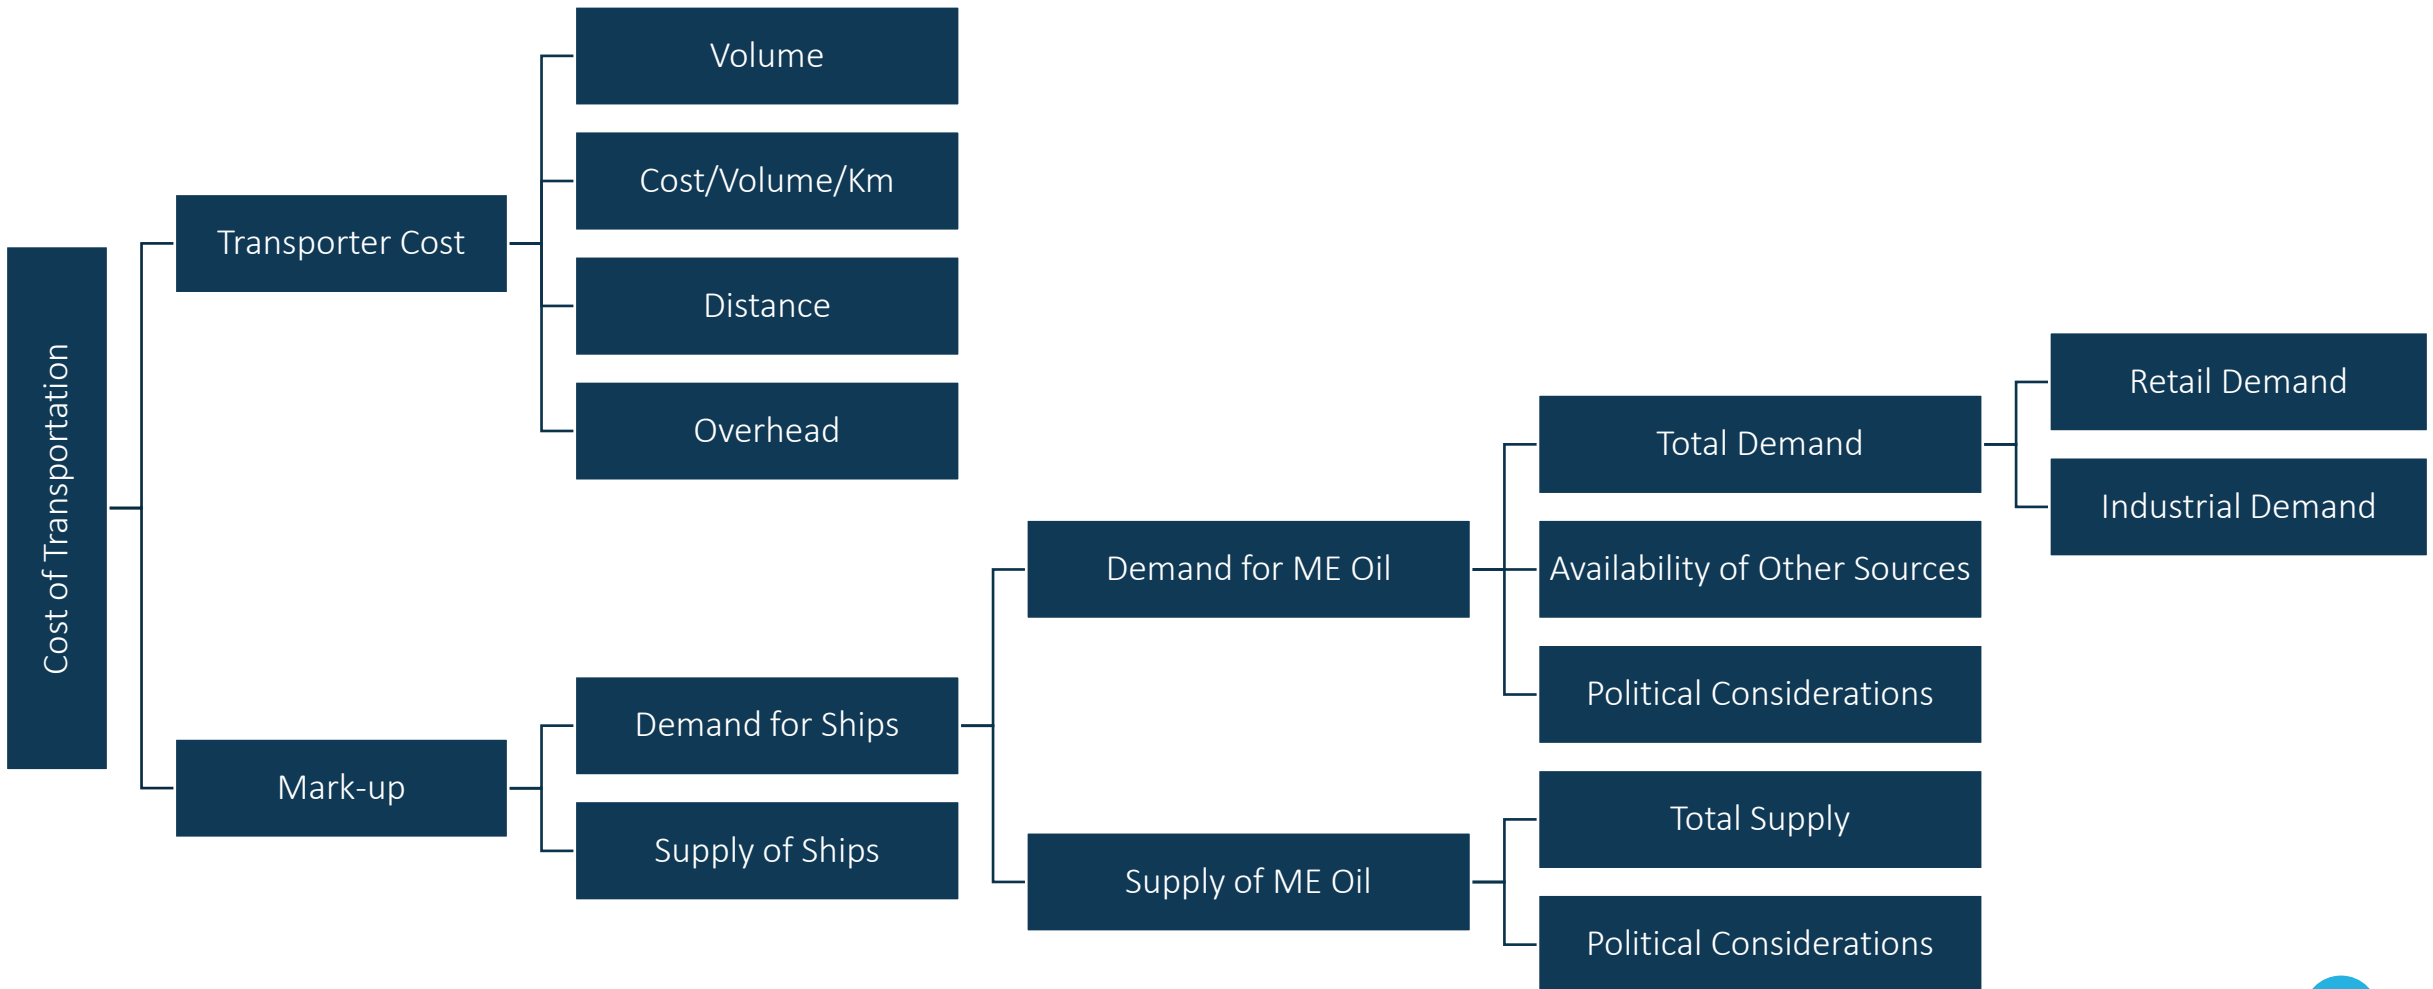 Cost of Transportation
Transporter Cost
Volume
Cost/Volume/Km
Distance
Overhead
Mark-up
Demand for Ships
Demand for ME Oil
Total Demand
Retail Demand
Industrial Demand
Availability of Other Sources
Political Considerations
Supply of ME Oil
Total Supply
Political Considerations
Supply of Ships